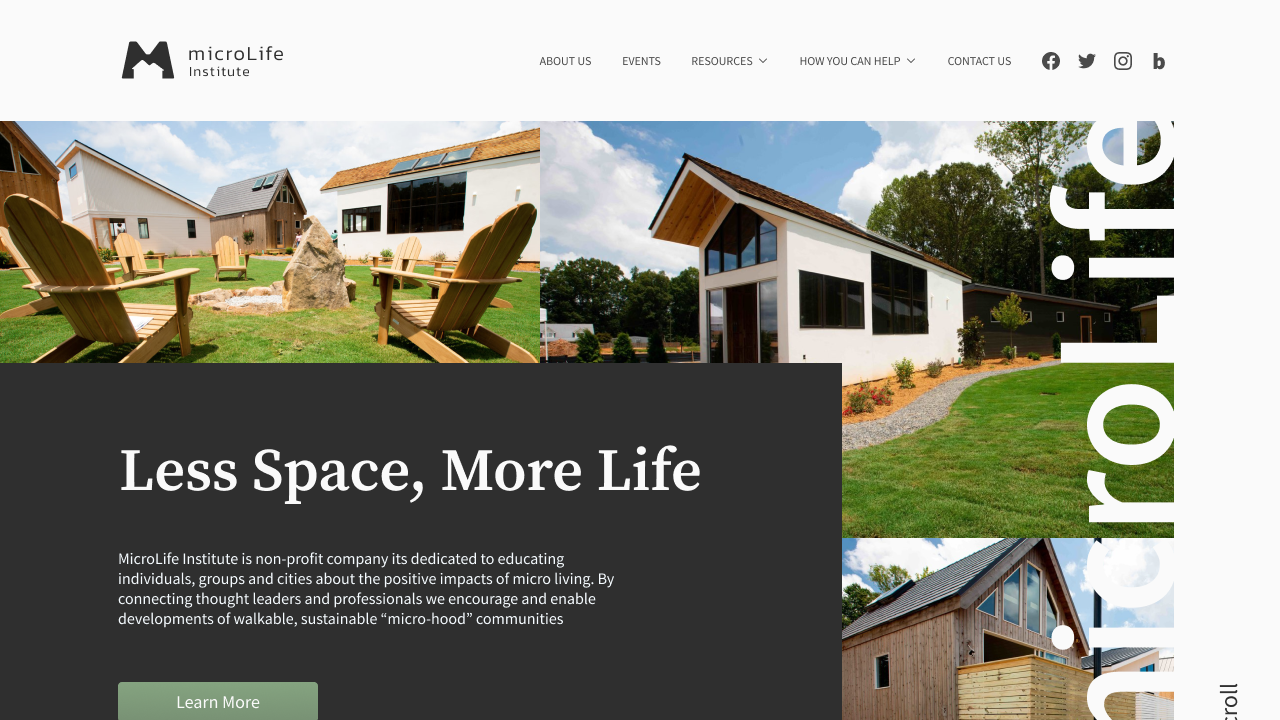 microLife
Institute
ABOUT US
EVENTS
RESOURCES
HOW YOU CAN HELP
CONTACT US
Less Space, More Life
MicroLife Institute is non-profit company its dedicated to educating
individuals, groups and cities about the positive impacts of micro living. By
connecting thought leaders and professionals we encourage and enable
developments of walkable, sustainable “micro-hood” communities
Learn More
icroLife
croll